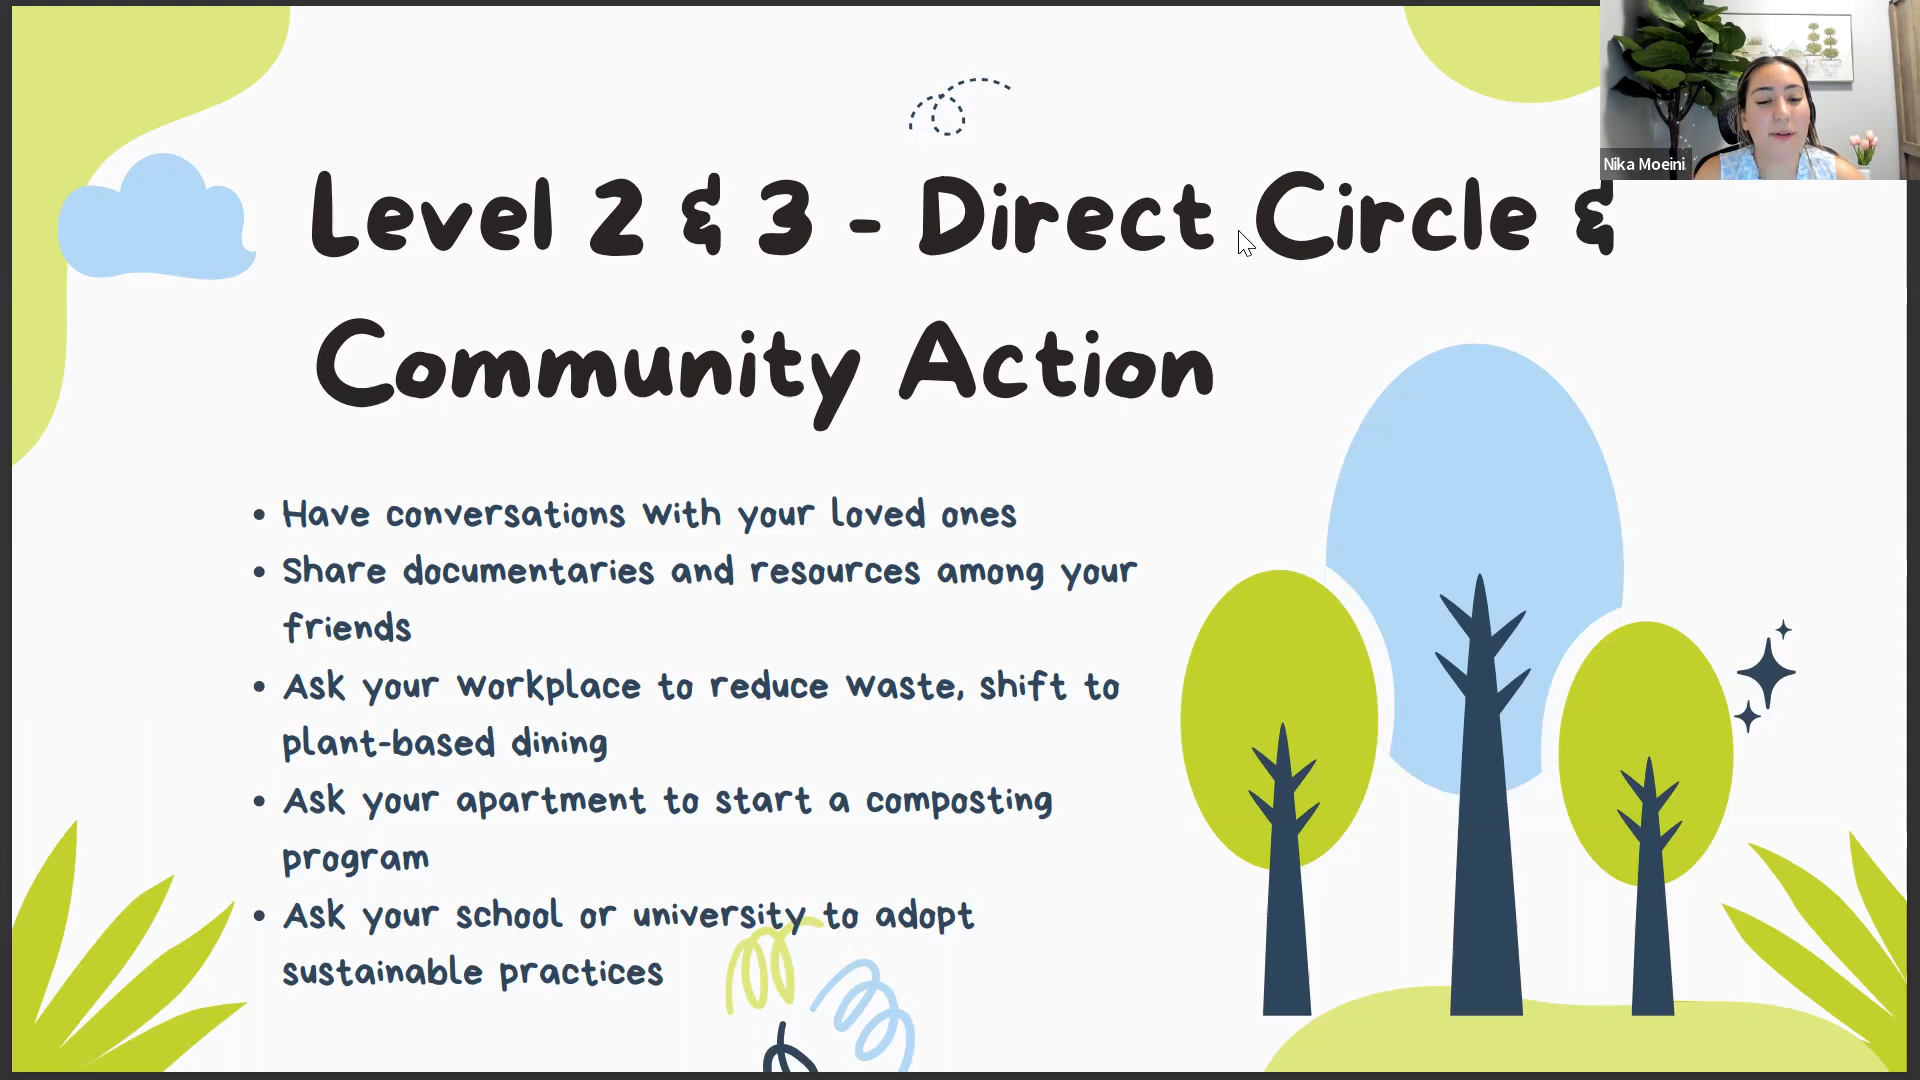 Nika Moeini
Level 2 & 3 - Direct Circle &
Community Action
• Have conversations with your loved ones
• Share documentaries and resources among your
friends
• Ask your workplace to reduce waste, shift to
plant-based dining
• Ask your apartment to start a composting
program
• Ask your school or university to adopt
sustainable practices